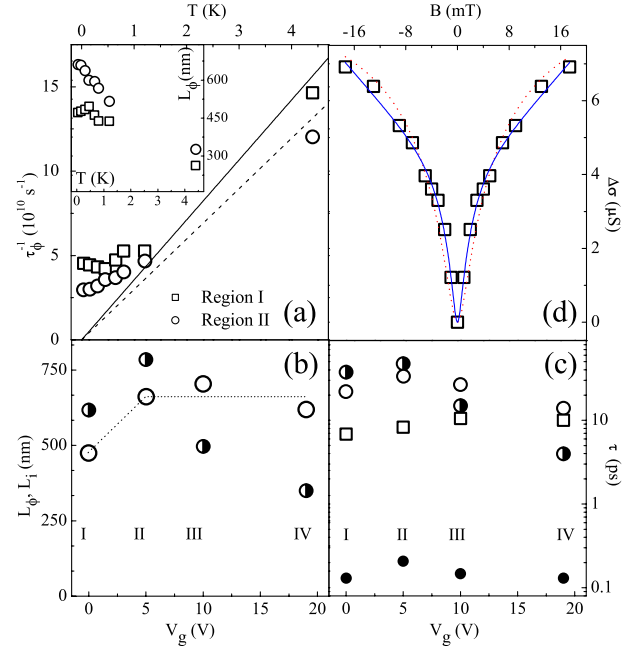 T (K)
0 1 2 3 4
B (mT)
-16 -8 0 8 16
15
10
5
0
τϕ⁻¹ (10¹⁰ s⁻¹)
Lϕ(nm)
600
450
300
T (K)
0 1 2 3 4
Region I
Region II
(a)
6
4
2
0
Δσ (μS)
(d)
750
500
250
0
Lϕ, Li (nm)
(b)
I II III IV
0 5 10 15 20
Vg (V)
(c)
10
1
0.1
τ (ps)
I II III IV
0 5 10 15 20
Vg (V)